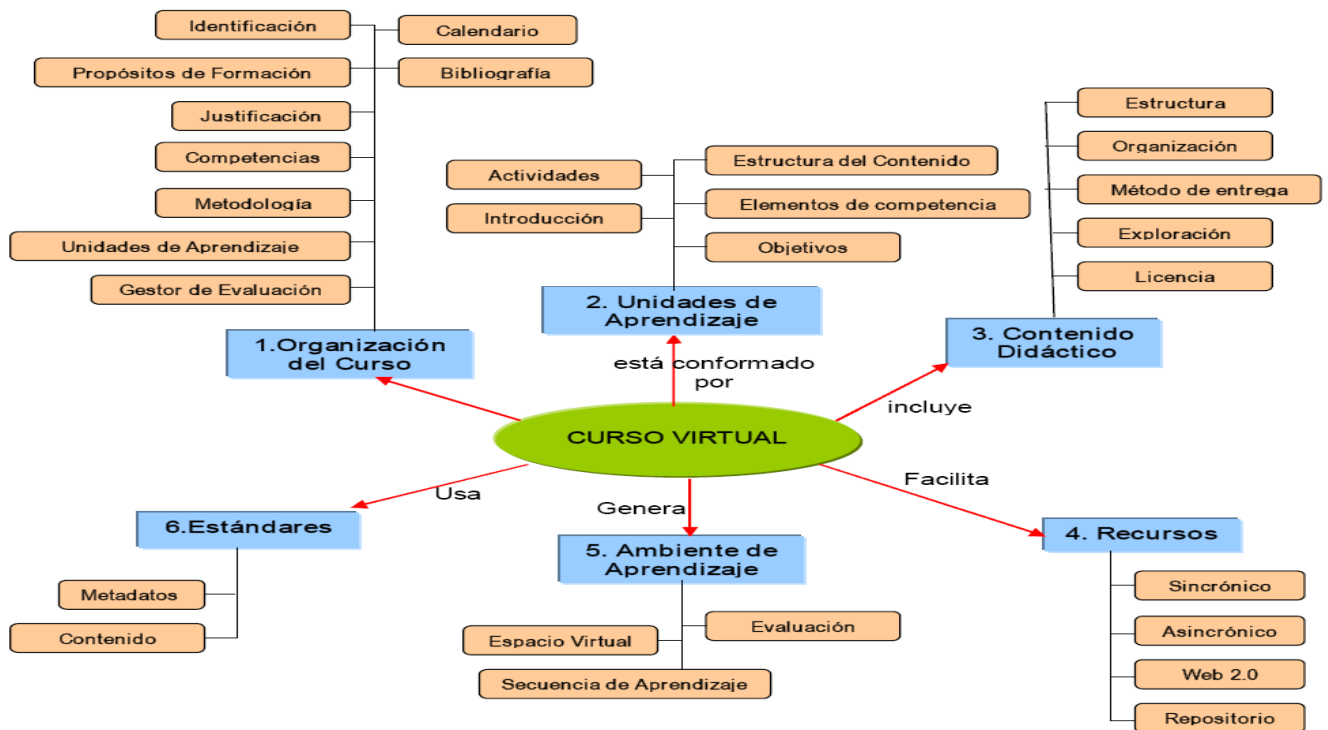 Identificación
Calendario
Propósitos de Formación
Bibliografía
Justificación
Competencias
Metodología
Unidades de Aprendizaje
Gestor de Evaluación
1.Organización
del Curso
Actividades
Introducción
Estructura del Contenido
Elementos de competencia
Objetivos
2. Unidades de
Aprendizaje
Estructura
Organización
Método de entrega
Exploración
Licencia
3. Contenido
Didáctico
está conformado
por
incluye
CURSO VIRTUAL
Usa
Genera
Facilita
6.Estándares
Metadatos
Contenido
5. Ambiente de
Aprendizaje
Evaluación
Espacio Virtual
Secuencia de Aprendizaje
4. Recursos
Sincrónico
Asincrónico
Web 2.0
Repositorio